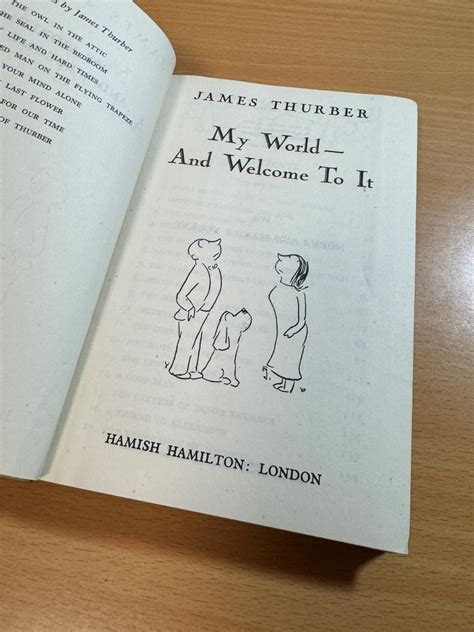 s by James Thurber
THE OWL IN THE ATTIC
THE SEAL IN THE BEDROOM
LIFE AND HARD TIMES
MAN ON THE FLYING TRAPEZE
YOUR MIND ALONE
LAST FLOWER
FOR OUR TIME
OF THURBER
JAMES THURBER
My World—
And Welcome To It
HAMISH HAMILTON: LONDON